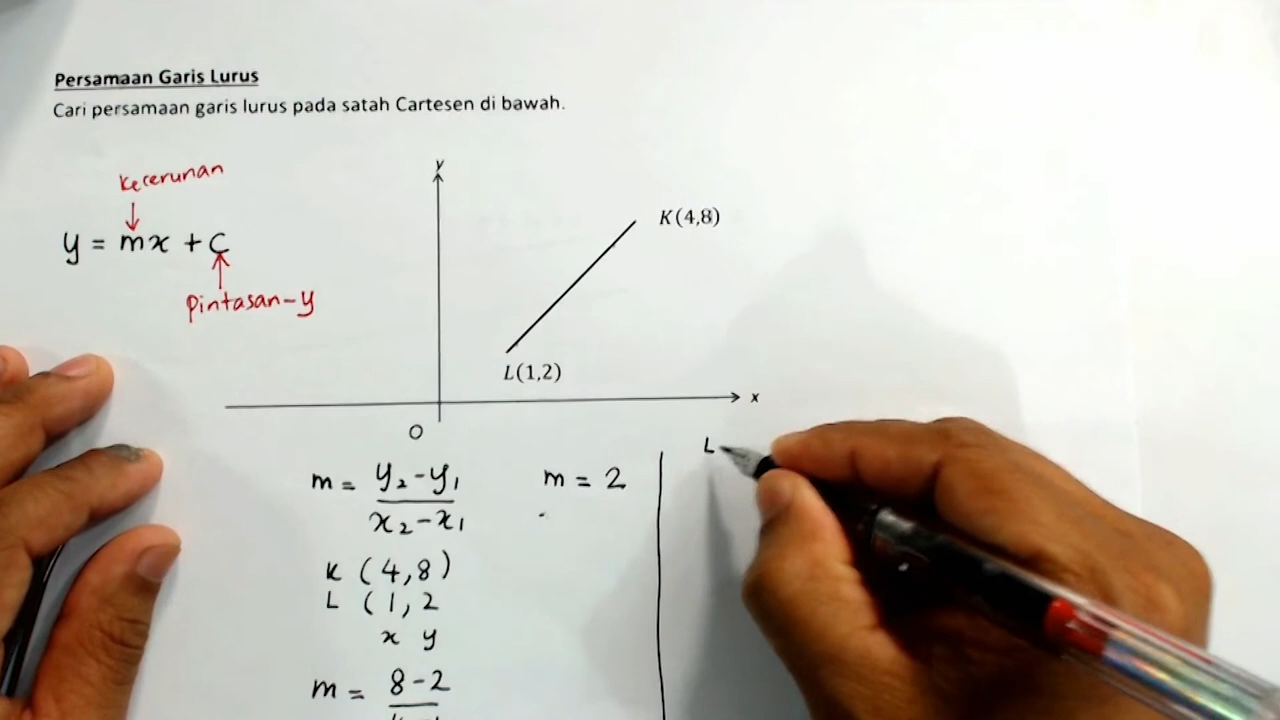 Persamaan Garis Lurus
Cari persamaan garis lurus pada satah Cartesen di bawah.
kecerunan
y = mx + c
pintasan-y
y
K(4,8)
L(1,2)
x
O
m = y₂-y₁
x₂-x₁
K (4,8)
L (1,2
x y
m = 8-2
m = 2
L